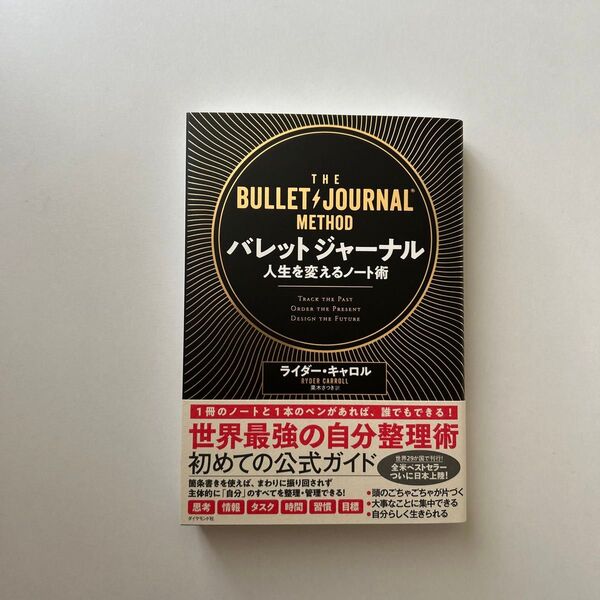 THE
BULLET JOURNAL®
METHOD
バレットジャーナル
人生を変えるノート術
TRACK THE PAST
ORDER THE PRESENT
DESIGN THE FUTURE
ライダー・キャロル
RYDER CARROLL
栗木さつき 訳
1冊のノートと1本のペンがあれば、誰でもできる!
世界最強の自分整理術
初めての公式ガイド
世界29か国で刊行!
全米ベストセラー
ついに日本上陸!
箇条書きを使えば、まわりに振り回されず
主体的に「自分」のすべてを整理・管理できる!
思考 情報 タスク 時間 習慣 目標
•頭のごちゃごちゃが片づく
•大事なことに集中できる
•自分らしく生きられる
ダイヤモンド社